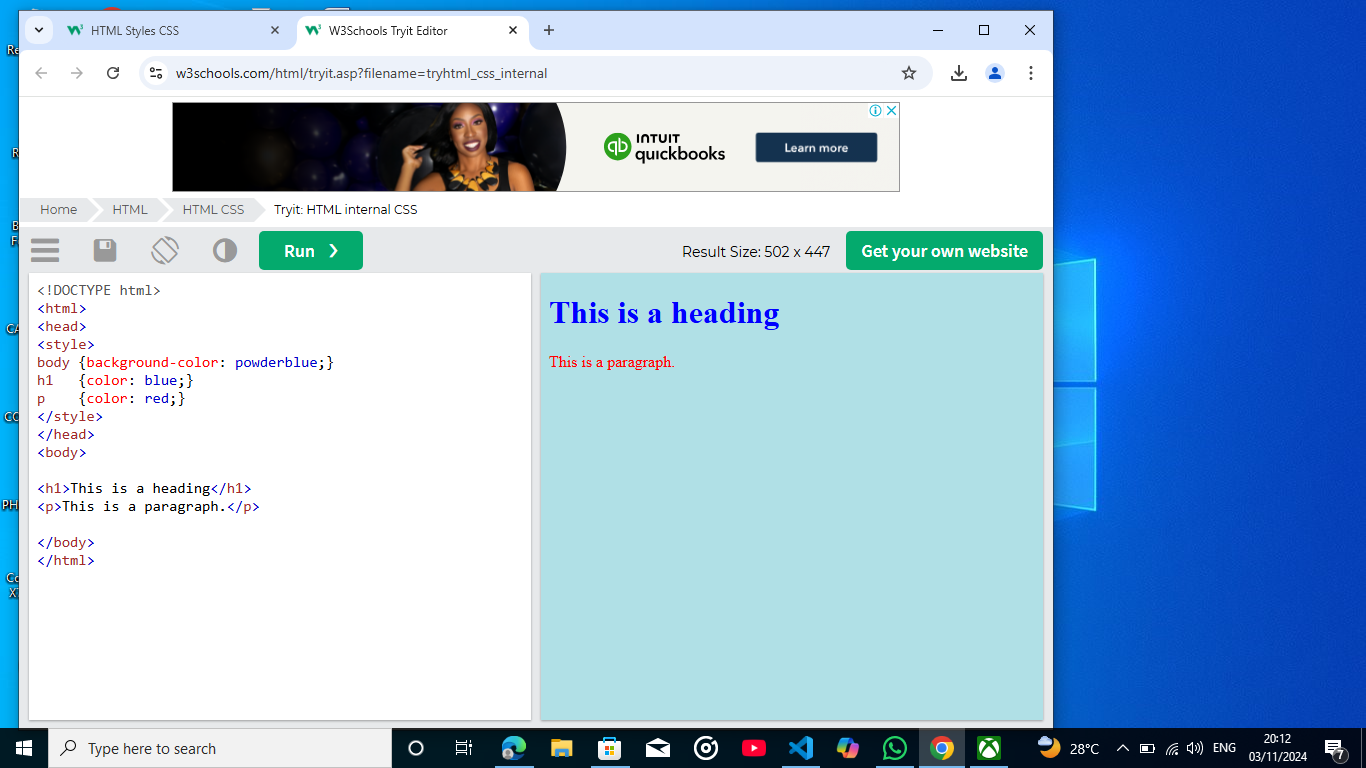 HTML Styles CSS
W3Schools Tryit Editor
w3schools.com/html/tryit.asp?filename=tryhtml_css_internal
INTUIT
quickbooks
Learn more
Home
HTML
HTML CSS
Tryit: HTML internal CSS
Run ❯
Result Size: 502 x 447
Get your own website
<!DOCTYPE html>
<html>
<head>
<style>
body {background-color: powderblue;}
h1   {color: blue;}
p    {color: red;}
</style>
</head>
<body>
<h1>This is a heading</h1>
<p>This is a paragraph.</p>
</body>
</html>
This is a heading
This is a paragraph.
Type here to search
28°C
ENG
20:12
03/11/2024
7